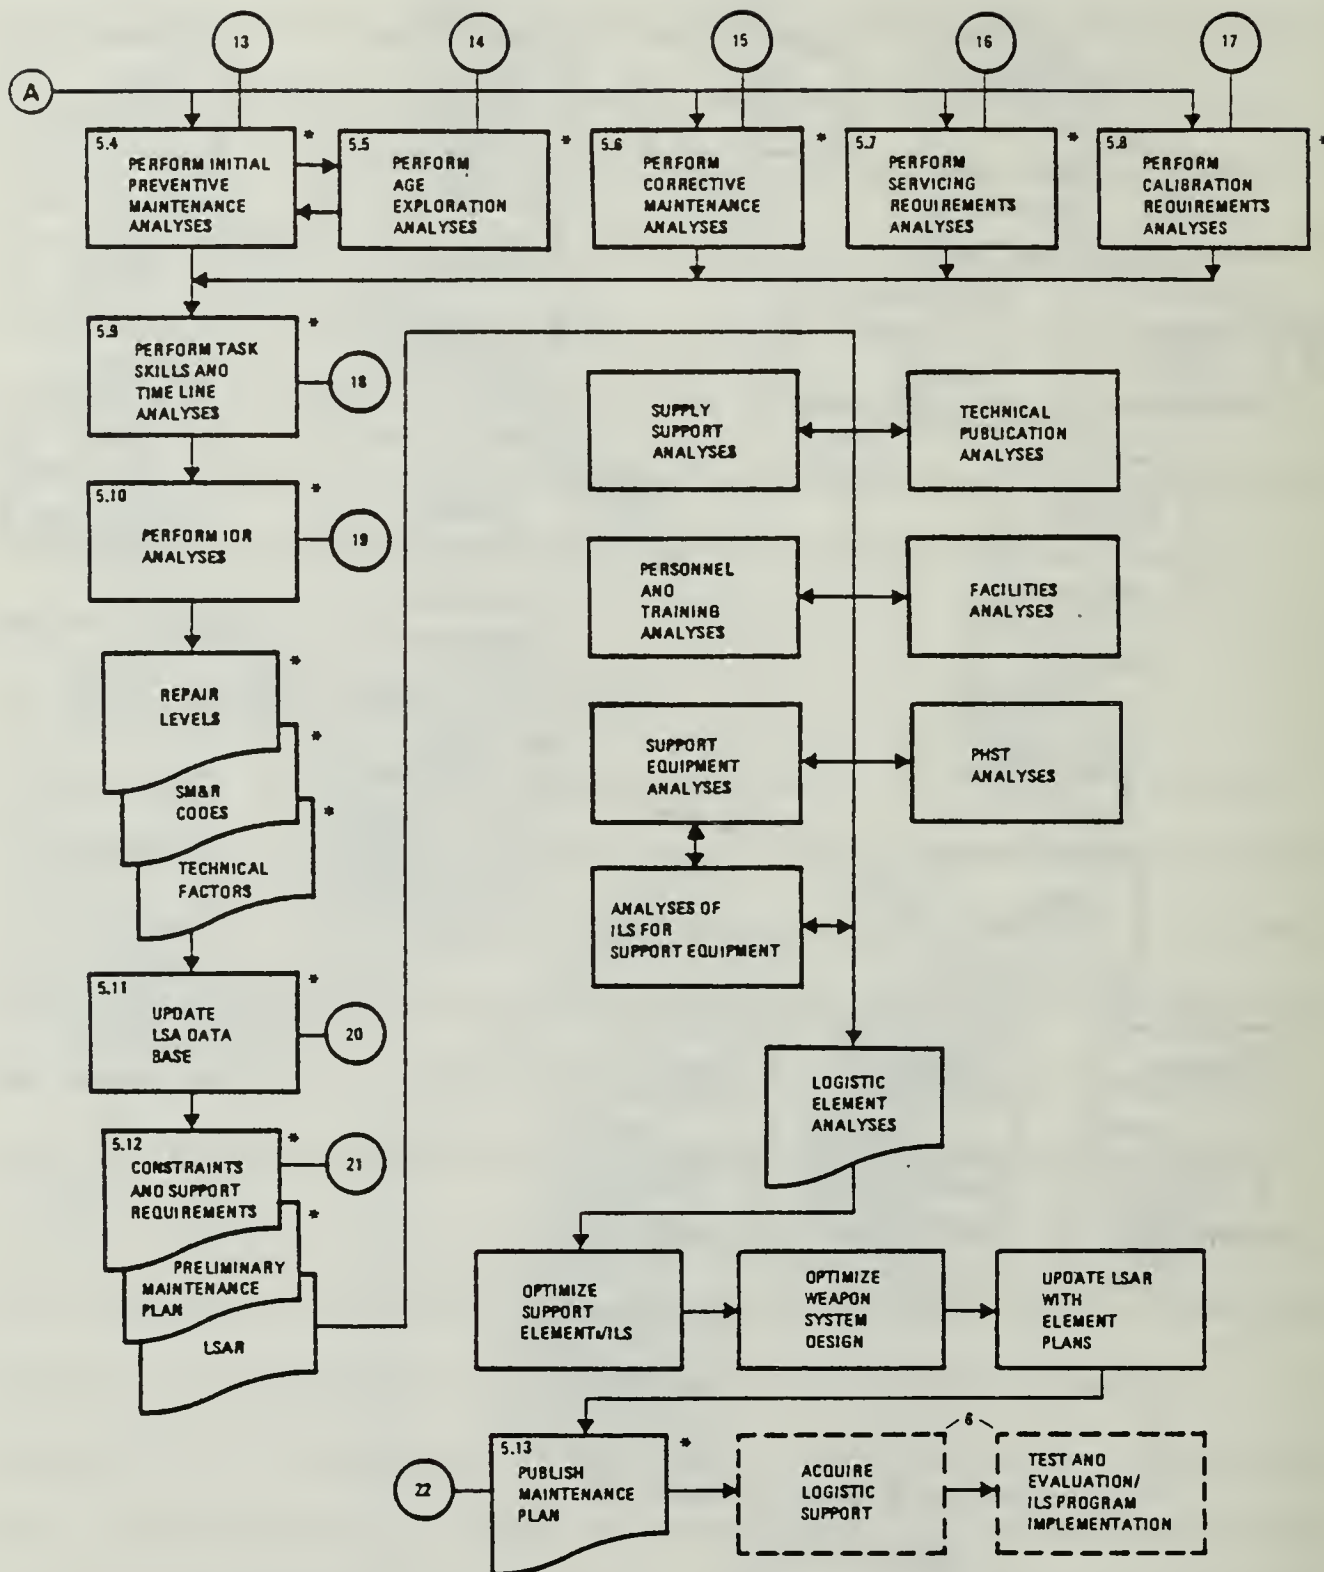 13
14
15
16
17
A
5.4
*
PERFORM INITIAL
PREVENTIVE
MAINTENANCE
ANALYSES
5.5
*
PERFORM
AGE
EXPLORATION
ANALYSES
5.6
*
PERFORM
CORRECTIVE
MAINTENANCE ANALYSES
5.7
*
PERFORM
SERVICING
REQUIREMENTS
ANALYSES
5.8
*
PERFORM
CALIBRATION
REQUIREMENTS
ANALYSES
5.9
*
PERFORM TASK
SKILLS AND
TIME LINE
ANALYSES
18
5.10
*
PERFORM IOR
ANALYSES
19
REPAIR
LEVELS
*
SM&R
CODES
*
TECHNICAL
FACTORS
*
5.11
*
UPDATE
LSA DATA
BASE
20
5.12
*
CONSTRAINTS
AND SUPPORT
REQUIREMENTS
21
*
PRELIMINARY
MAINTENANCE
PLAN
LSAR
SUPPLY
SUPPORT
ANALYSES
TECHNICAL
PUBLICATION
ANALYSES
PERSONNEL
AND
TRAINING
ANALYSES
FACILITIES
ANALYSES
SUPPORT
EQUIPMENT
ANALYSES
PHST
ANALYSES
ANALYSES OF
ILS FOR
SUPPORT EQUIPMENT
LOGISTIC
ELEMENT
ANALYSES
OPTIMIZE
SUPPORT
ELEMENTs/ILS
OPTIMIZE
WEAPON
SYSTEM
DESIGN
UPDATE LSAR
WITH
ELEMENT
PLANS
22
5.13
*
PUBLISH
MAINTENANCE
PLAN
6
ACQUIRE
LOGISTIC
SUPPORT
TEST AND
EVALUATION/
ILS PROGRAM
IMPLEMENTATION